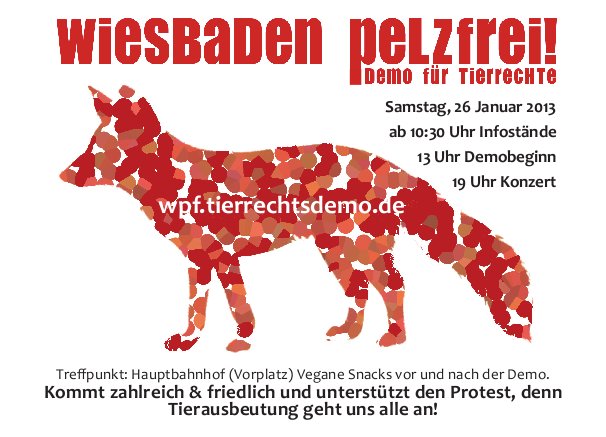 Wiesbaden Pelzfrei!
Demo für Tierrechte
Samstag, 26 Januar 2013
ab 10:30 Uhr Infostände
13 Uhr Demobeginn
19 Uhr Konzert
wpf.tierrechtsdemo.de
Treffpunkt: Hauptbahnhof (Vorplatz) Vegane Snacks vor und nach der Demo.
Kommt zahlreich & friedlich und unterstützt den Protest, denn
Tierausbeutung geht uns alle an!